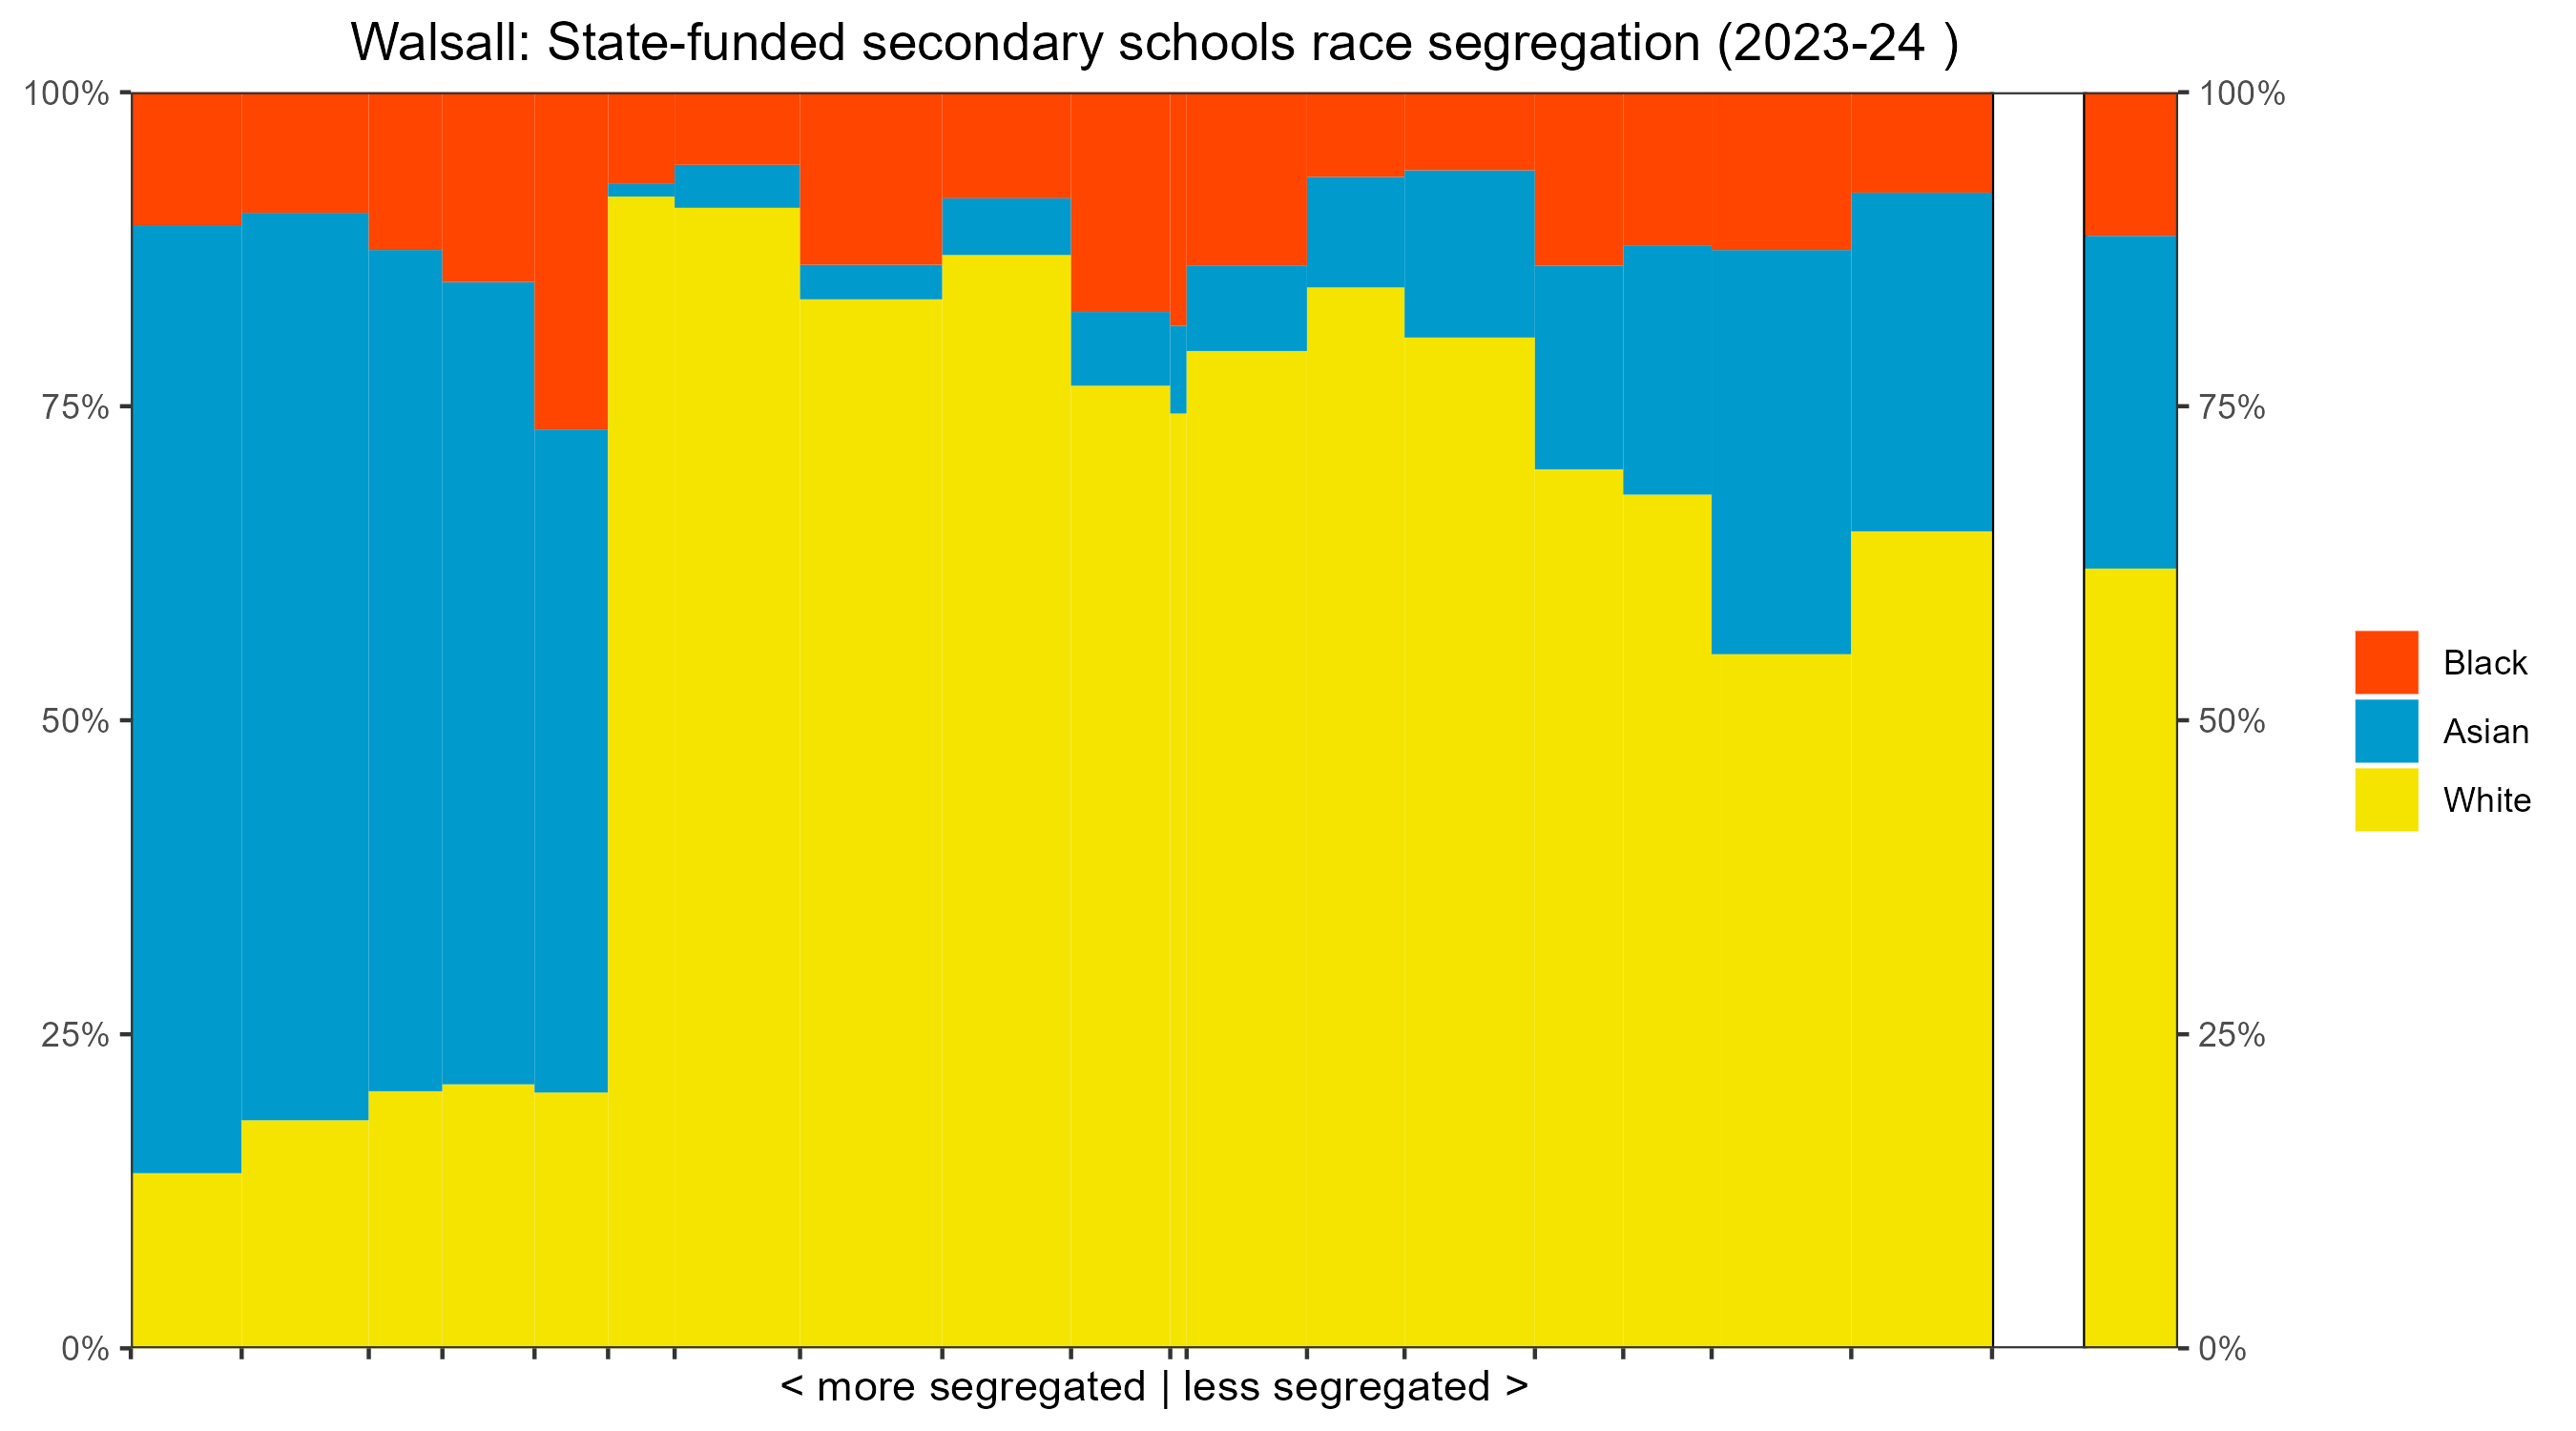 Walsall: State-funded secondary schools race segregation (2023-24 )
100%
100%
75%
75%
50%
50%
25%
25%
0%
0%
Black
Asian
White
< more segregated | less segregated >